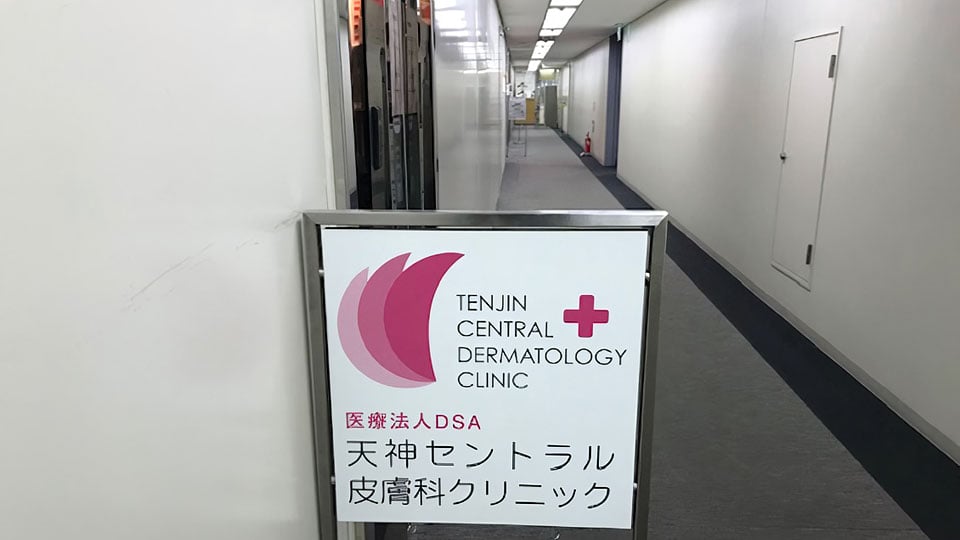 TENJIN
CENTRAL
DERMATOLOGY
CLINIC
医療法人DSA
天神セントラル
皮膚科クリニック